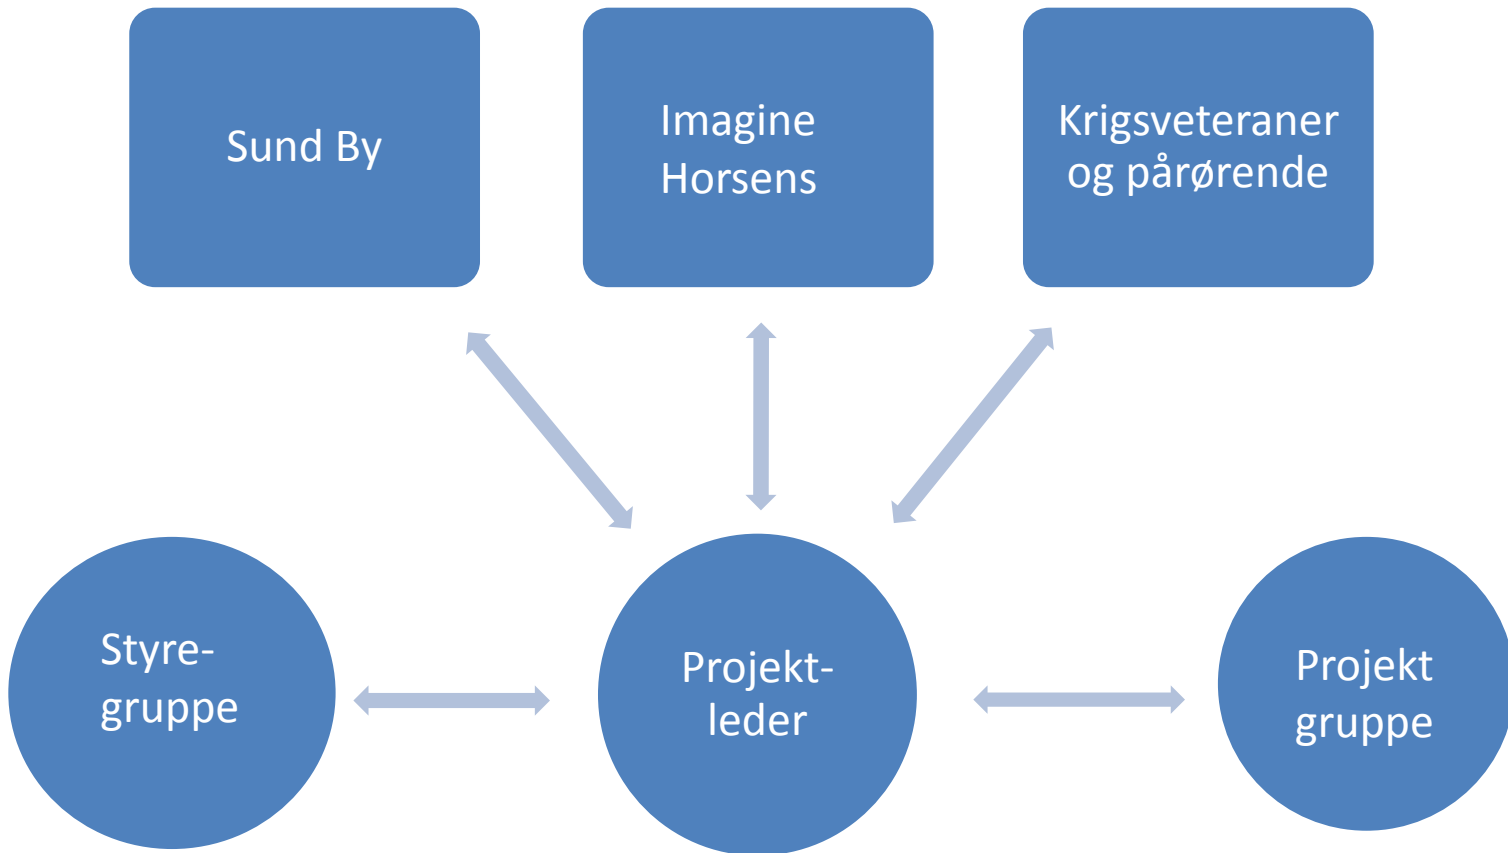 Sund By
Imagine
Horsens
Krigsveteraner
og pårørende
Styre-
gruppe
Projekt-
leder
Projekt
gruppe